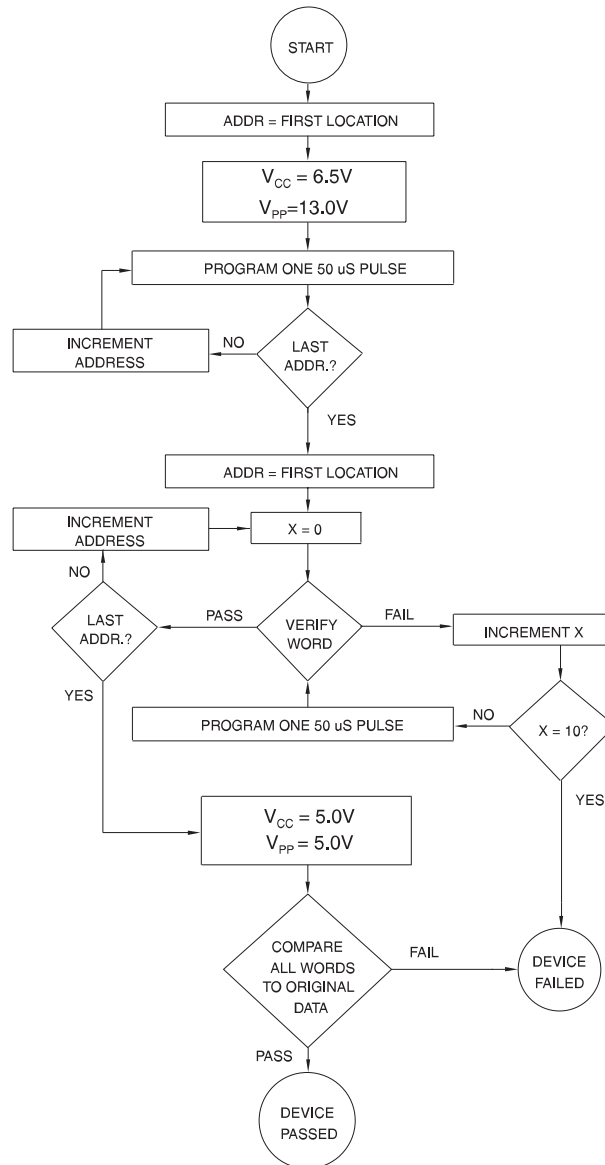 START
ADDR = FIRST LOCATION
VCC = 6.5V
VPP=13.0V
PROGRAM ONE 50 uS PULSE
INCREMENT
ADDRESS
NO
LAST
ADDR.?
YES
ADDR = FIRST LOCATION
INCREMENT
ADDRESS
X = 0
NO
LAST
ADDR.?
PASS
VERIFY
WORD
FAIL
INCREMENT X
YES
PROGRAM ONE 50 uS PULSE
NO
X = 10?
YES
VCC = 5.0V
VPP = 5.0V
COMPARE
ALL WORDS
TO ORIGINAL
DATA
FAIL
DEVICE
FAILED
PASS
DEVICE
PASSED